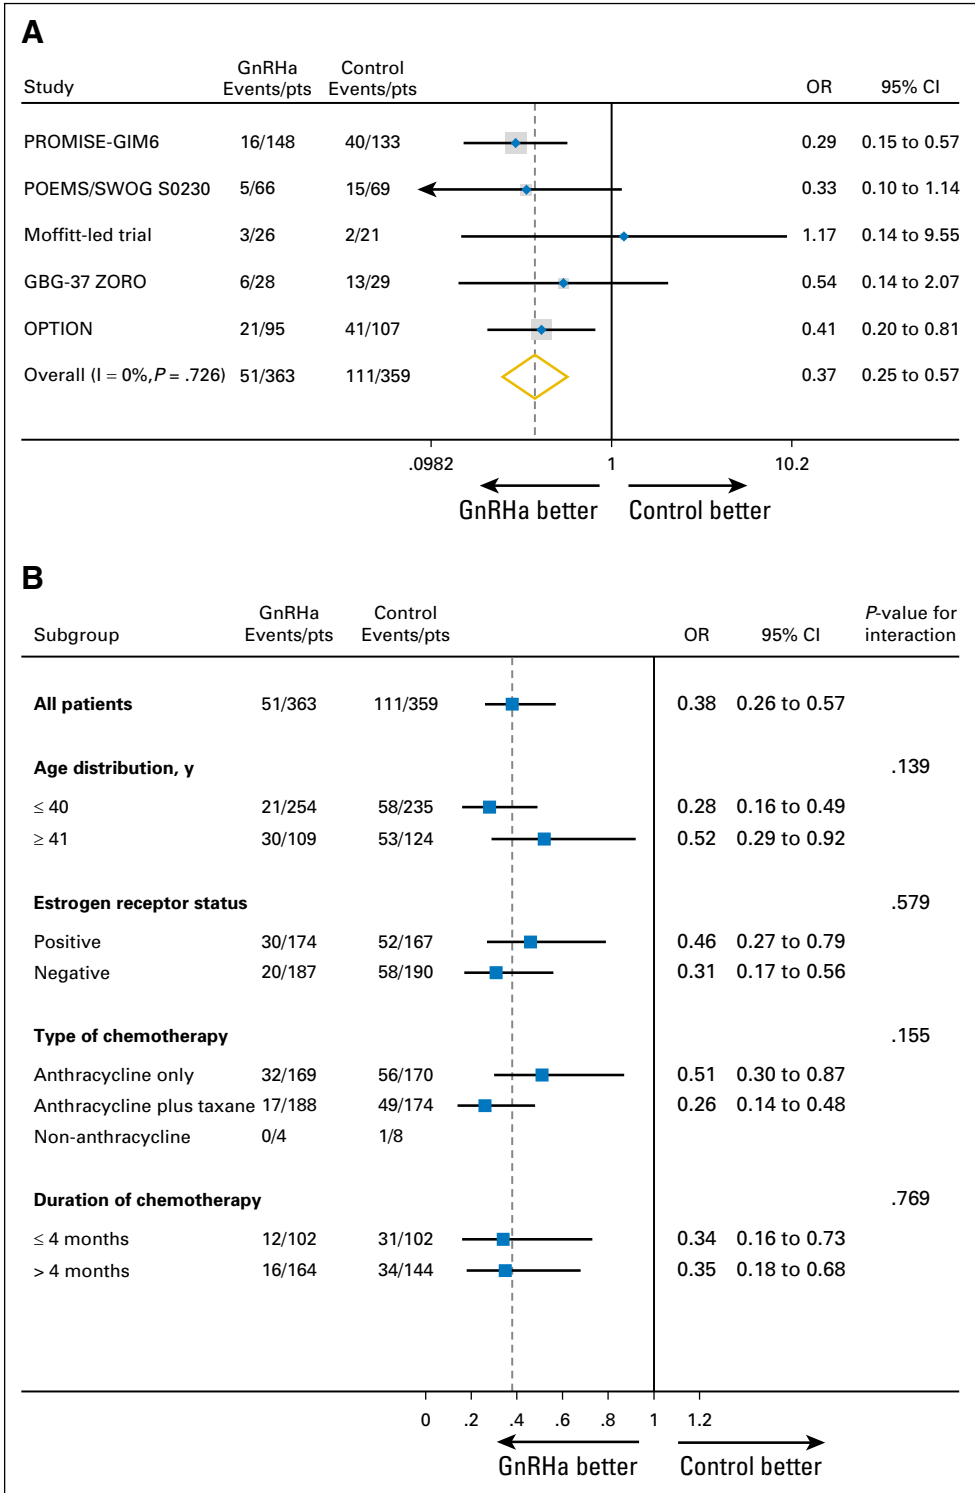 A
Study GnRHa Events/pts Control Events/pts OR 95% CI
PROMISE-GIM6 16/148 40/133 0.29 0.15 to 0.57
POEMS/SWOG S0230 5/66 15/69 0.33 0.10 to 1.14
Moffitt-led trial 3/26 2/21 1.17 0.14 to 9.55
GBG-37 ZORO 6/28 13/29 0.54 0.14 to 2.07
OPTION 21/95 41/107 0.41 0.20 to 0.81
Overall (I = 0%, P = .726) 51/363 111/359 0.37 0.25 to 0.57
.0982 1 10.2
GnRHa better Control better
B
Subgroup GnRHa Events/pts Control Events/pts OR 95% CI P-value for interaction
All patients 51/363 111/359 0.38 0.26 to 0.57
Age distribution, y .139
≤ 40 21/254 58/235 0.28 0.16 to 0.49
≥ 41 30/109 53/124 0.52 0.29 to 0.92
Estrogen receptor status .579
Positive 30/174 52/167 0.46 0.27 to 0.79
Negative 20/187 58/190 0.31 0.17 to 0.56
Type of chemotherapy .155
Anthracycline only 32/169 56/170 0.51 0.30 to 0.87
Anthracycline plus taxane 17/188 49/174 0.26 0.14 to 0.48
Non-anthracycline 0/4 1/8
Duration of chemotherapy .769
≤ 4 months 12/102 31/102 0.34 0.16 to 0.73
> 4 months 16/164 34/144 0.35 0.18 to 0.68
0 .2 .4 .6 .8 1 1.2
GnRHa better Control better